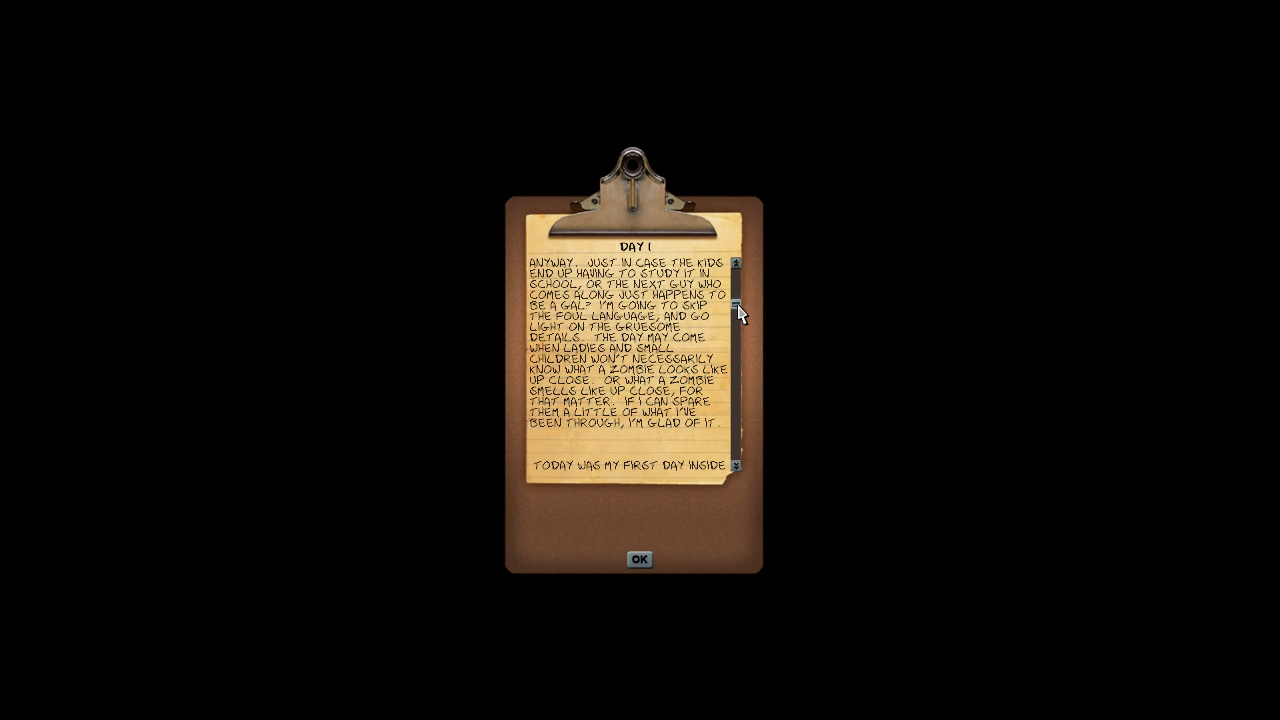 DAY 1
ANYWAY. JUST IN CASE THE KIDS
END UP HAVING TO STUDY IT IN
SCHOOL, OR THE NEXT GUY WHO
COMES ALONG JUST HAPPENS TO
BE A GAL? I'M GOING TO SKIP
THE FOUL LANGUAGE, AND GO
LIGHT ON THE GRUESOME
DETAILS. THE DAY MAY COME
WHEN LADIES AND SMALL
CHILDREN WON'T NECESSARILY
KNOW WHAT A ZOMBIE LOOKS LIKE
UP CLOSE. OR WHAT A ZOMBIE
SMELLS LIKE UP CLOSE, FOR
THAT MATTER. IF I CAN SPARE
THEM A LITTLE OF WHAT I'VE
BEEN THROUGH, I'M GLAD OF IT.
TODAY WAS MY FIRST DAY INSIDE
OK